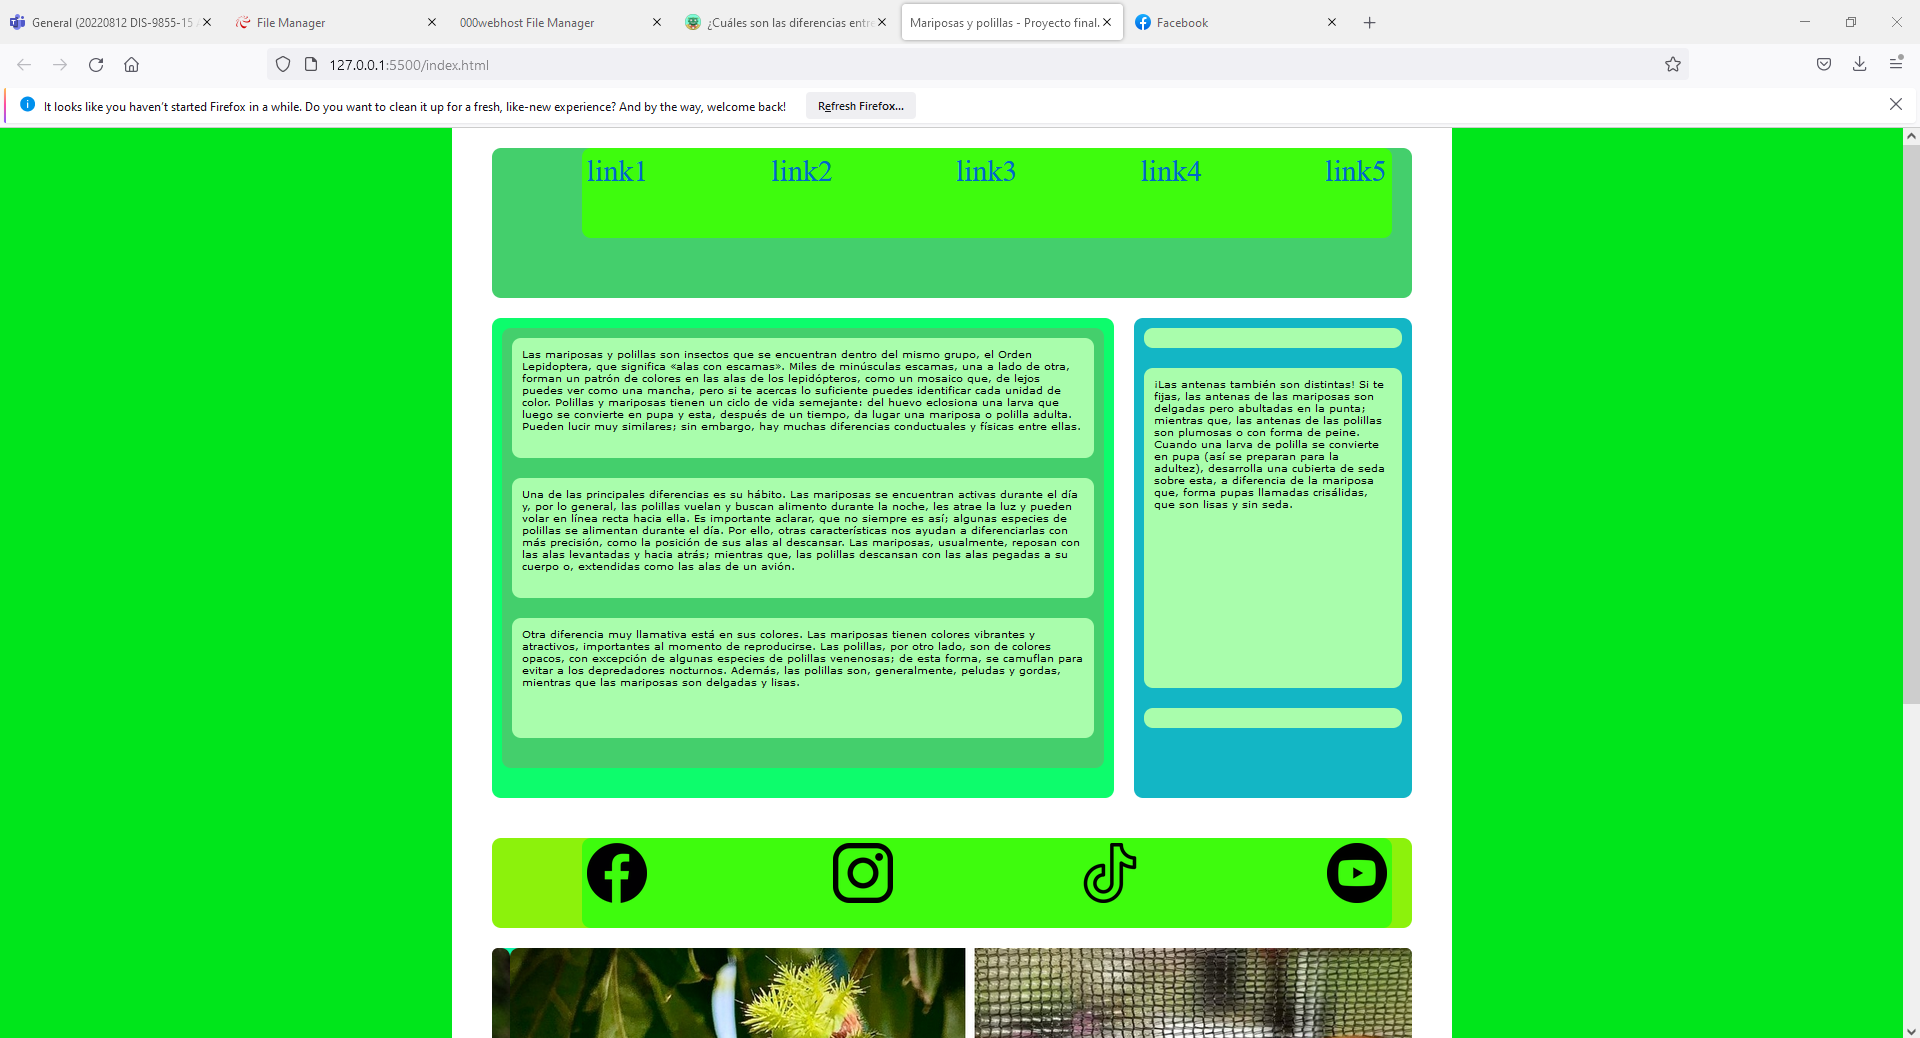 General (20220812 DIS-9855-15
File Manager
000webhost File Manager
¿Cuáles son las diferencias entre
Mariposas y polillas - Proyecto final.
Facebook
127.0.0.1:5500/index.html
It looks like you haven't started Firefox in a while. Do you want to clean it up for a fresh, like-new experience? And by the way, welcome back!
Refresh Firefox...
link1
link2
link3
link4
link5
Las mariposas y polillas son insectos que se encuentran dentro del mismo grupo, el Orden
Lepidoptera, que significa «alas con escamas». Miles de minúsculas escamas, una a lado de otra,
forman un patrón de colores en las alas de los lepidópteros, como un mosaico que, de lejos
puedes ver como una mancha, pero si te acercas lo suficiente puedes identificar cada unidad de
color. Polillas y mariposas tienen un ciclo de vida semejante: del huevo eclosiona una larva que
luego se convierte en pupa y esta, después de un tiempo, da lugar una mariposa o polilla adulta.
Pueden lucir muy similares; sin embargo, hay muchas diferencias conductuales y físicas entre ellas.
Una de las principales diferencias es su hábito. Las mariposas se encuentran activas durante el día
y, por lo general, las polillas vuelan y buscan alimento durante la noche, les atrae la luz y pueden
volar en línea recta hacia ella. Es importante aclarar, que no siempre es así; algunas especies de
polillas se alimentan durante el día. Por ello, otras características nos ayudan a diferenciarlas con
más precisión, como la posición de sus alas al descansar. Las mariposas, usualmente, reposan con
las alas levantadas y hacia atrás; mientras que, las polillas descansan con las alas pegadas a su
cuerpo o, extendidas como las alas de un avión.
Otra diferencia muy llamativa está en sus colores. Las mariposas tienen colores vibrantes y
atractivos, importantes al momento de reproducirse. Las polillas, por otro lado, son de colores
opacos, con excepción de algunas especies de polillas venenosas; de esta forma, se camuflan para
evitar a los depredadores nocturnos. Además, las polillas son, generalmente, peludas y gordas,
mientras que las mariposas son delgadas y lisas.
¡Las antenas también son distintas! Si te
fijas, las antenas de las mariposas son
delgadas pero abultadas en la punta;
mientras que, las antenas de las polillas
son plumosas o con forma de peine.
Cuando una larva de polilla se convierte
en pupa (así se preparan para la
adultez), desarrolla una cubierta de seda
sobre esta, a diferencia de la mariposa
que, forma pupas llamadas crisálidas,
que son lisas y sin seda.